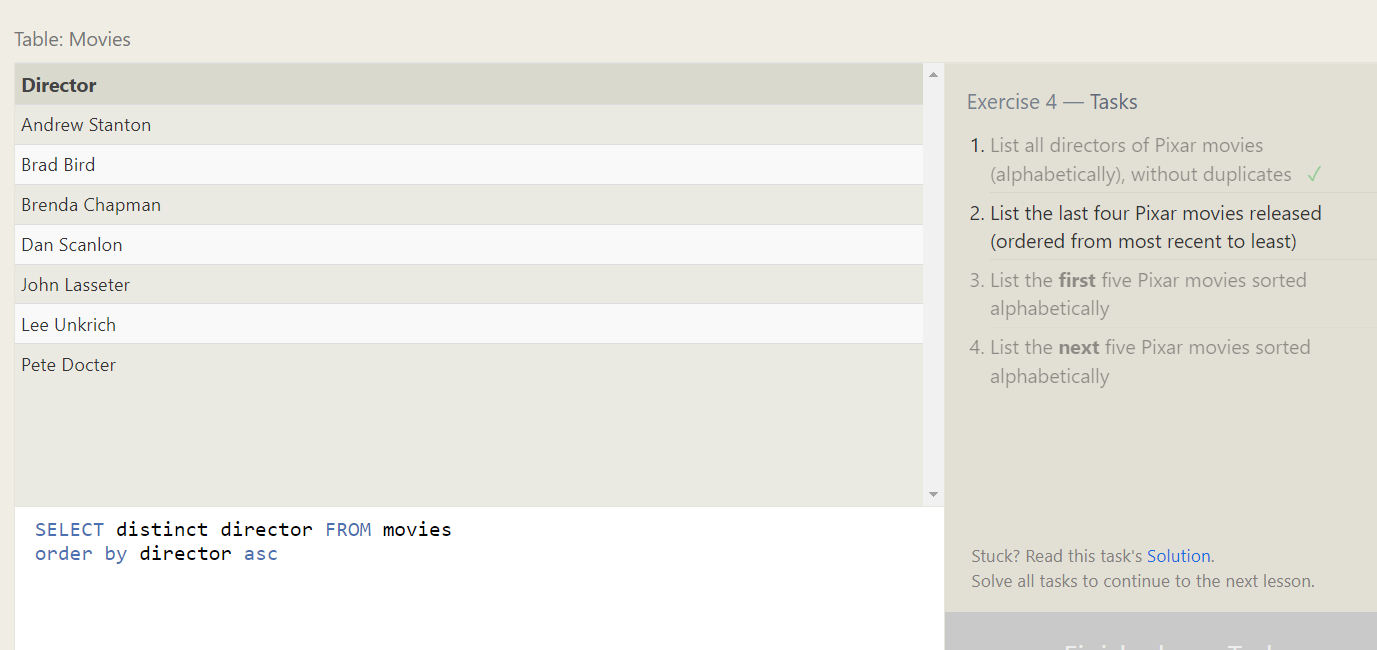 Table: Movies
Director
Andrew Stanton
Brad Bird
Brenda Chapman
Dan Scanlon
John Lasseter
Lee Unkrich
Pete Docter
SELECT distinct director FROM movies
order by director asc
Exercise 4 — Tasks
1. List all directors of Pixar movies
(alphabetically), without duplicates ✓
2. List the last four Pixar movies released
(ordered from most recent to least)
3. List the first five Pixar movies sorted
alphabetically
4. List the next five Pixar movies sorted
alphabetically
Stuck? Read this task's Solution.
Solve all tasks to continue to the next lesson.